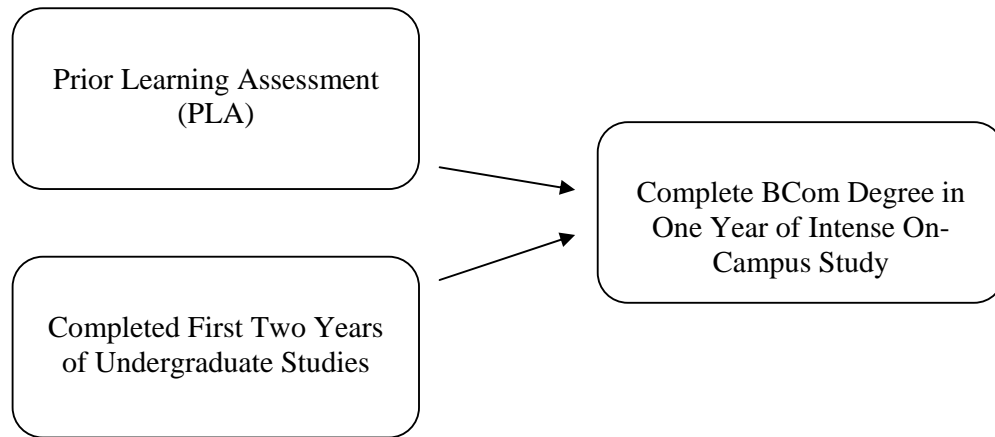 Prior Learning Assessment
(PLA)
Completed First Two Years
of Undergraduate Studies
Complete BCom Degree in
One Year of Intense On-
Campus Study